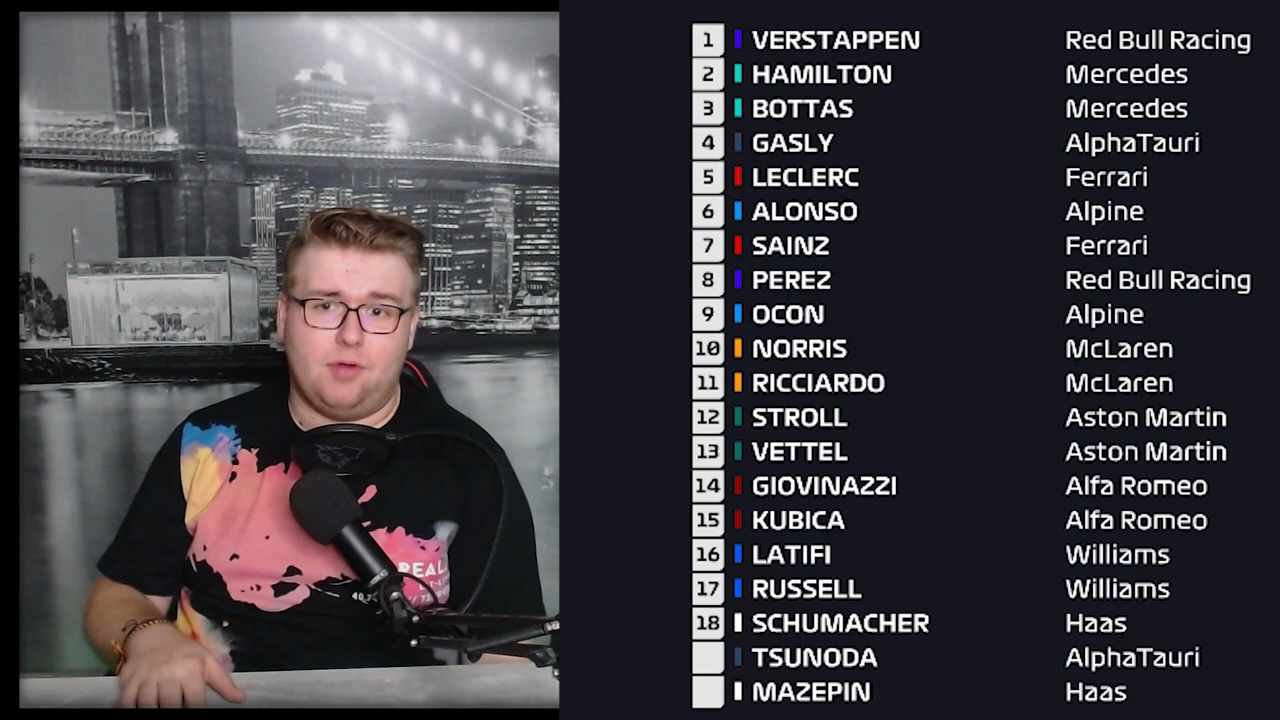 1 VERSTAPPEN Red Bull Racing
2 HAMILTON Mercedes
3 BOTTAS Mercedes
4 GASLY AlphaTauri
5 LECLERC Ferrari
6 ALONSO Alpine
7 SAINZ Ferrari
8 PEREZ Red Bull Racing
9 OCON Alpine
10 NORRIS McLaren
11 RICCIARDO McLaren
12 STROLL Aston Martin
13 VETTEL Aston Martin
14 GIOVINAZZI Alfa Romeo
15 KUBICA Alfa Romeo
16 LATIFI Williams
17 RUSSELL Williams
18 SCHUMACHER Haas
TSUNODA AlphaTauri
MAZEPIN Haas
REAL